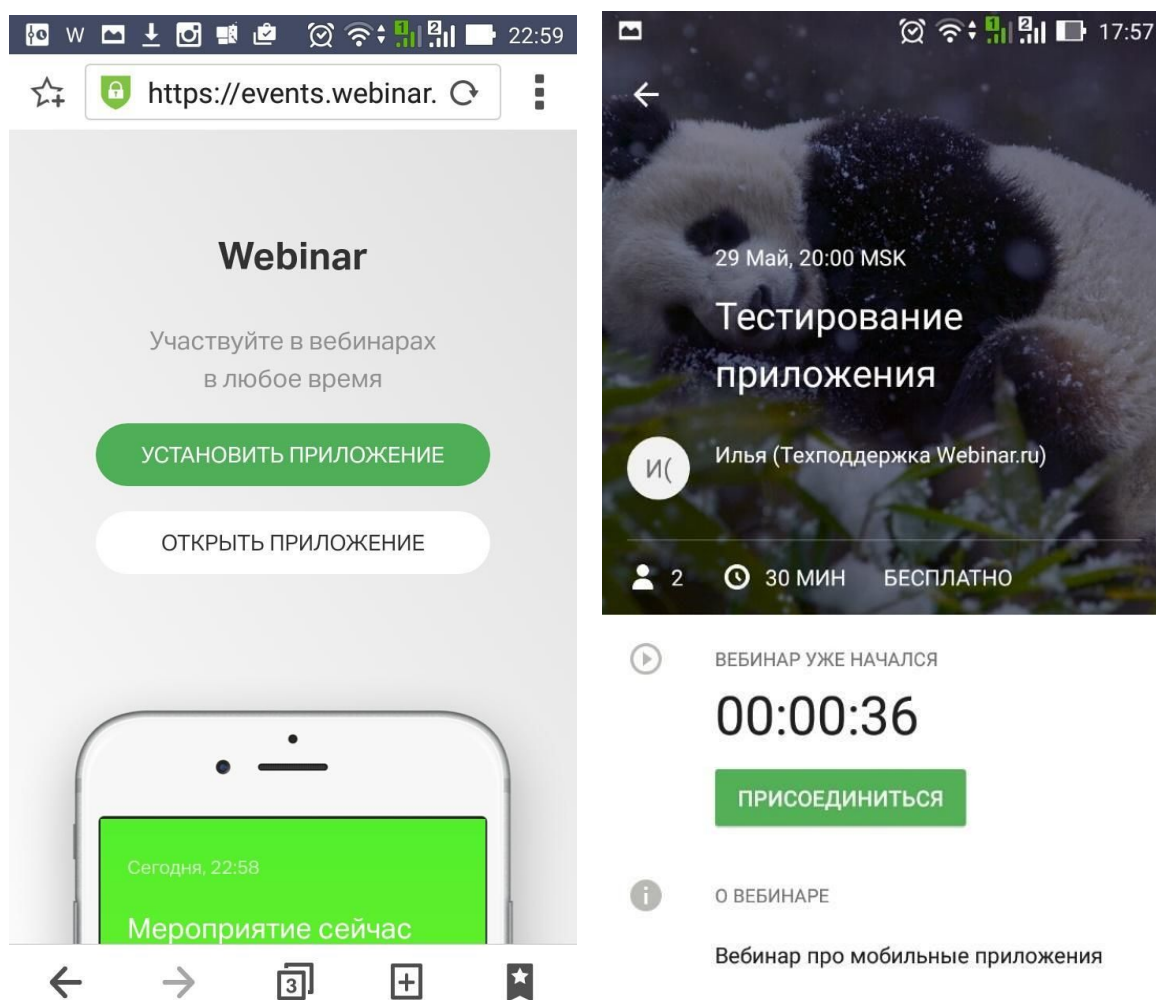 W
22:59
https://events.webinar.
Webinar
Участвуйте в вебинарах
в любое время
УСТАНОВИТЬ ПРИЛОЖЕНИЕ
ОТКРЫТЬ ПРИЛОЖЕНИЕ
Сегодня, 22:58
Мероприятие сейчас
3
1 2 17:57
29 Май, 20:00 MSK
Тестирование
приложения
И(
Илья (Техподдержка Webinar.ru)
2 30 МИН БЕСПЛАТНО
ВЕБИНАР УЖЕ НАЧАЛСЯ
00:00:36
ПРИСОЕДИНИТЬСЯ
О ВЕБИНАРЕ
Вебинар про мобильные приложения